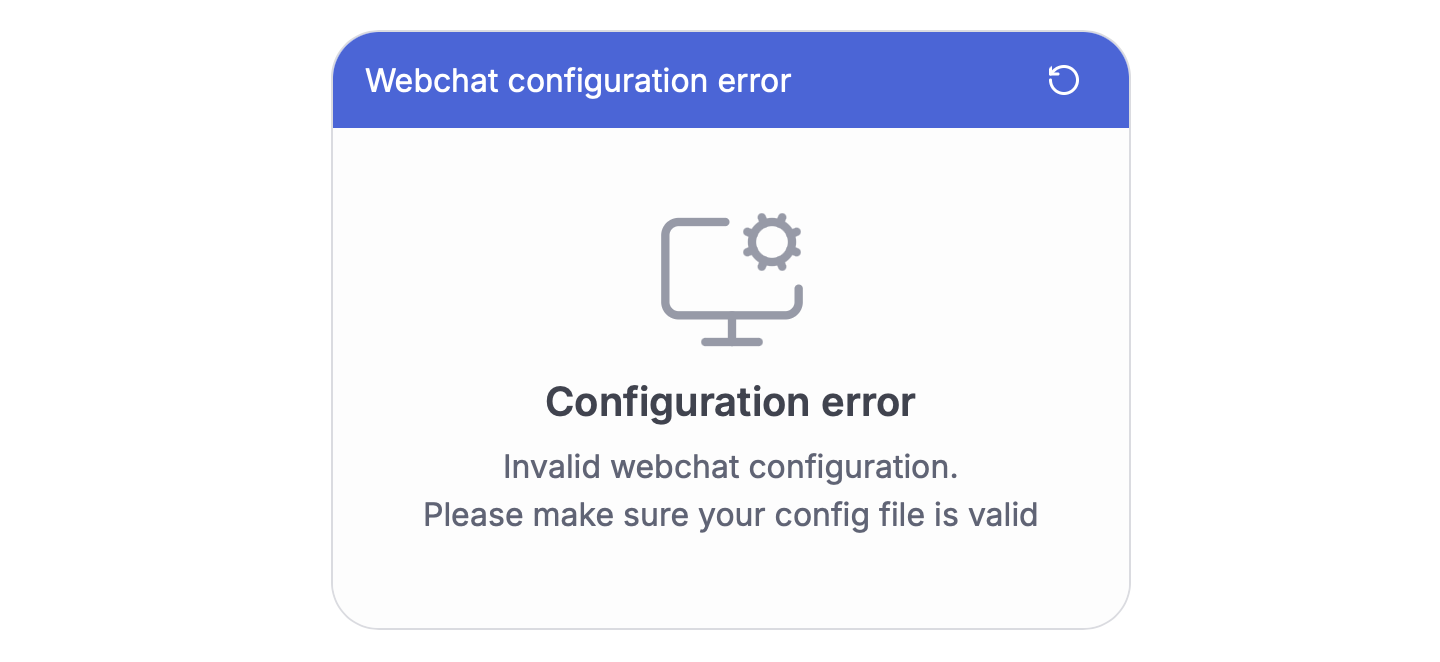 Webchat configuration error
Configuration error
Invalid webchat configuration.
Please make sure your config file is valid